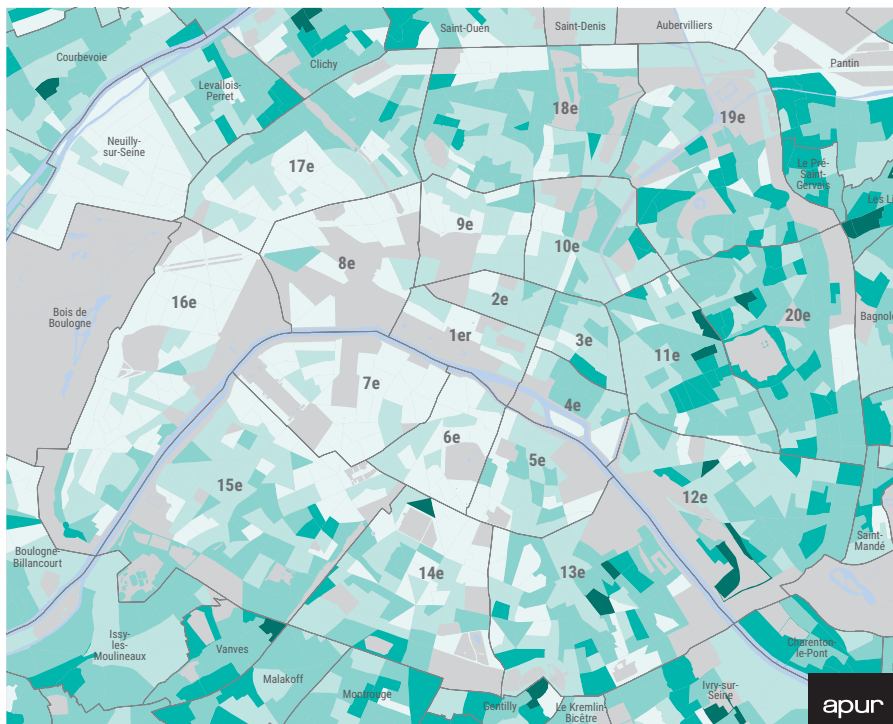 Courbevoie
Clichy
Saint-Ouen
Saint-Denis
Aubervilliers
Pantin
Levallois-
Perret
Neuilly-
sur-Seine
17e
18e
19e
Le Pré-
Saint-
Gervais
Les Li
Bois de
Boulogne
16e
8e
9e
10e
2e
1er
3e
11e
20e
Bagnole
7e
4e
6e
5e
15e
12e
Saint-
Mandé
Boulogne-
Billancourt
14e
13e
Issy-
les-
Moulineaux
Vanves
Malakoff
Montrouge
Gentilly
Le Kremlin-
Bicêtre
Ivry-sur-
Seine
Charenton-
le-Pont
apur